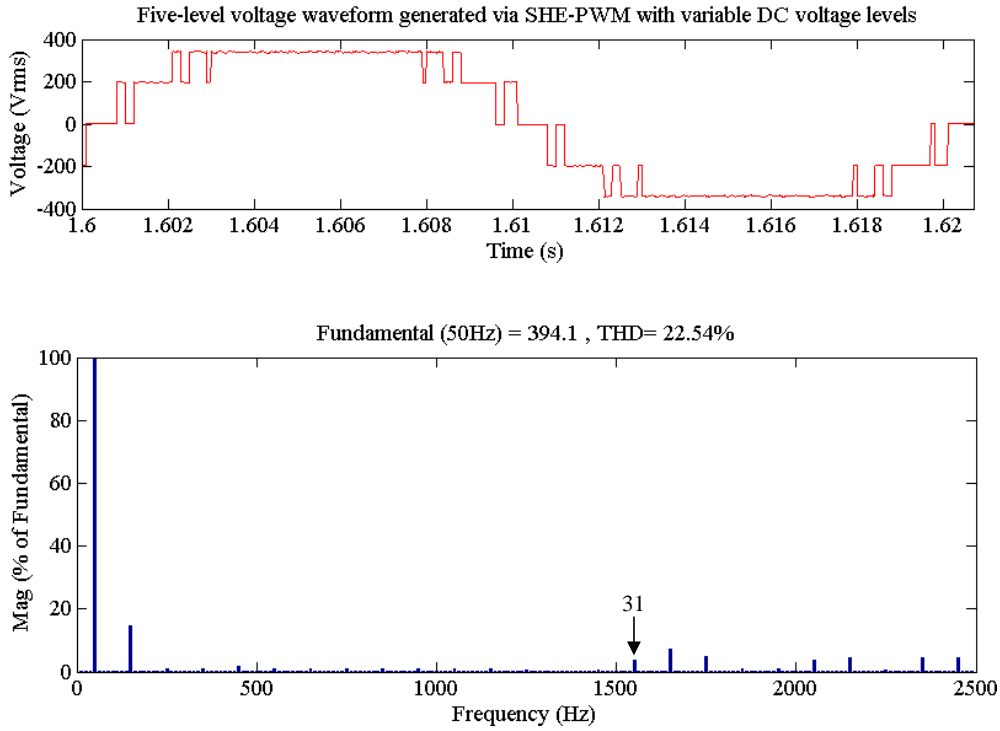 Five-level voltage waveform generated via SHE-PWM with variable DC voltage levels
400
200
0
-200
-400
Voltage (Vrms)
1.6 1.602 1.604 1.606 1.608 1.61 1.612 1.614 1.616 1.618 1.62
Time (s)
Fundamental (50Hz) = 394.1 , THD= 22.54%
100
80
60
40
20
0
Mag (% of Fundamental)
31
0 500 1000 1500 2000 2500
Frequency (Hz)